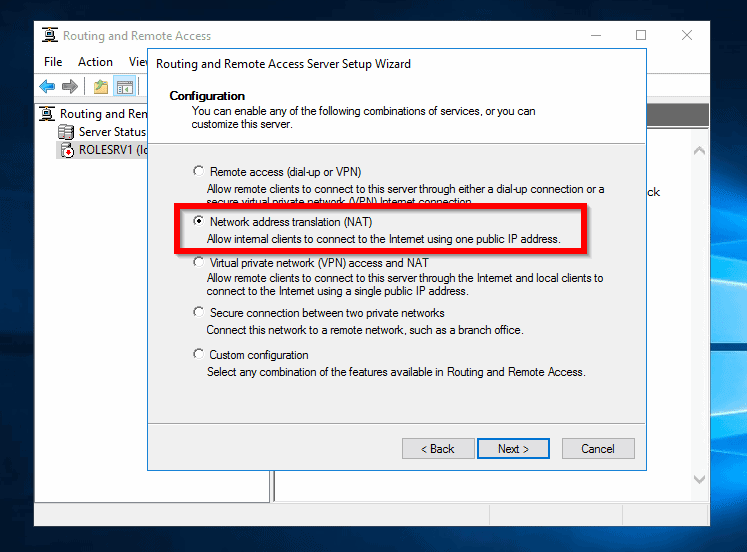 Routing and Remote Access
File Action
Routing and Remote Access Server Setup Wizard
Routing and
Server Status
ROLESRV1
Configuration
You can enable any of the following combinations of services, or you can
customize this server.
Remote access (dial-up or VPN)
Allow remote clients to connect to this server through either a dial-up connection or a
secure virtual private network (VPN) Internet connection.
Network address translation (NAT)
Allow internal clients to connect to the Internet using one public IP address.
Virtual private network (VPN) access and NAT
Allow remote clients to connect to this server through the Internet and local clients to
connect to the Internet using a single public IP address.
Secure connection between two private networks
Connect this network to a remote network, such as a branch office.
Custom configuration
Select any combination of the features available in Routing and Remote Access.
< Back
Next >
Cancel